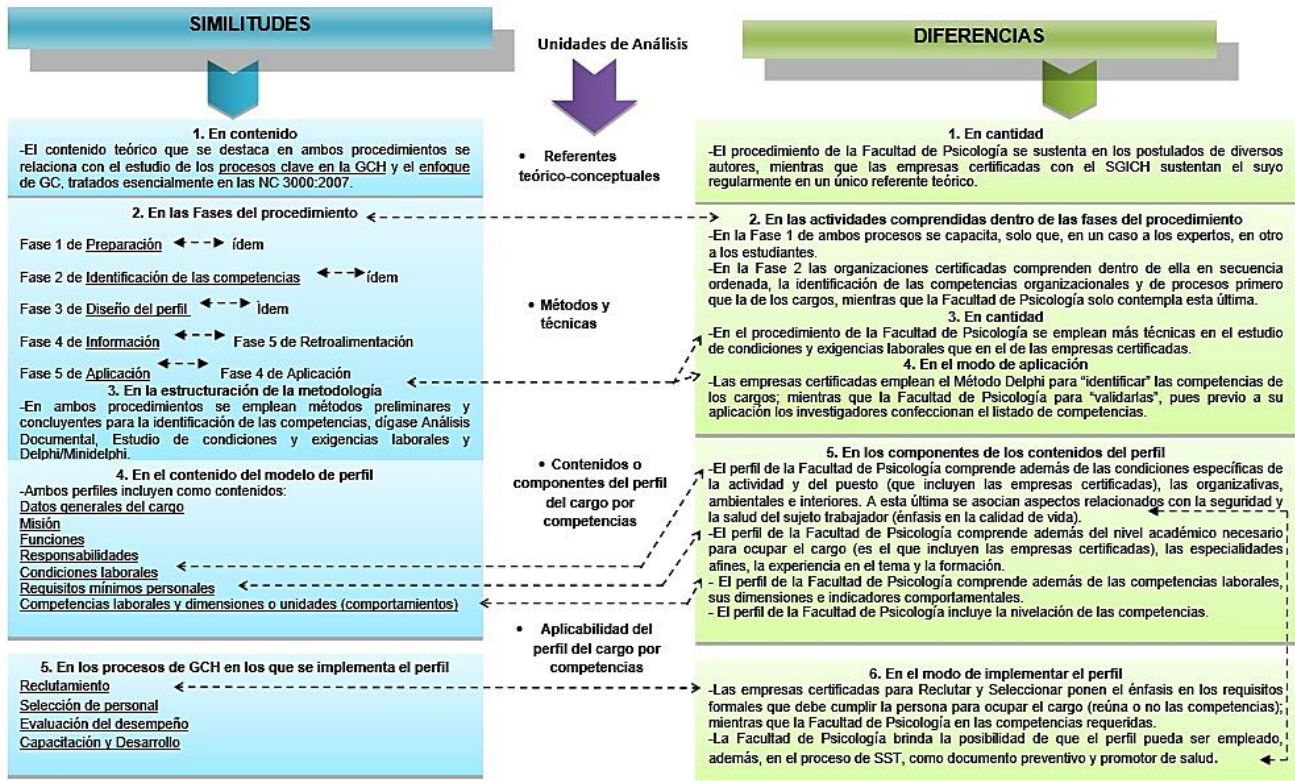 SIMILITUDES
1. En contenido
-El contenido teórico que se destaca en ambos procedimientos se
relaciona con el estudio de los procesos clave en la GCH y el enfoque
de GC, tratados esencialmente en las NC 3000:2007.
2. En las Fases del procedimiento
Fase 1 de Preparación ídem
Fase 2 de Identificación de las competencias ídem
Fase 3 de Diseño del perfil Ídem
Fase 4 de Información Fase 5 de Retroalimentación
Fase 5 de Aplicación Fase 4 de Aplicación
3. En la estructuración de la metodología
-En ambos procedimientos se emplean métodos preliminares y
concluyentes para la identificación de las competencias, dígase Análisis
Documental, Estudio de condiciones y exigencias laborales y
Delphi/Minidelphi.
4. En el contenido del modelo de perfil
-Ambos perfiles incluyen como contenidos:
Datos generales del cargo
Misión
Funciones
Responsabilidades
Condiciones laborales
Requisitos mínimos personales
Competencias laborales y dimensiones o unidades (comportamientos)
5. En los procesos de GCH en los que se implementa el perfil
Reclutamiento
Selección de personal
Evaluación del desempeño
Capacitación y Desarrollo
Unidades de Análisis
• Referentes
teórico-conceptuales
• Métodos y
técnicas
• Contenidos o
componentes del perfil
del cargo por
competencias
• Aplicabilidad del
perfil del cargo por
competencias
DIFERENCIAS
1. En cantidad
-El procedimiento de la Facultad de Psicología se sustenta en los postulados de diversos
autores, mientras que las empresas certificadas con el SGICH sustentan el suyo
regularmente en un único referente teórico.
2. En las actividades comprendidas dentro de las fases del procedimiento
-En la Fase 1 de ambos procesos se capacita, solo que, en un caso a los expertos, en otro
a los estudiantes.
-En la Fase 2 las organizaciones certificadas comprenden dentro de ella en secuencia
ordenada, la identificación de las competencias organizacionales y de procesos primero
que la de los cargos, mientras que la Facultad de Psicología solo contempla esta última.
3. En cantidad
-En el procedimiento de la Facultad de Psicología se emplean más técnicas en el estudio
de condiciones y exigencias laborales que en el de las empresas certificadas.
4. En el modo de aplicación
-Las empresas certificadas emplean el Método Delphi para "identificar" las competencias de
los cargos; mientras que la Facultad de Psicología para "validarlas", pues previo a su
aplicación los investigadores confeccionan el listado de competencias.
5. En los componentes de los contenidos del perfil
-El perfil de la Facultad de Psicología comprende además de las condiciones específicas de
la actividad y del puesto (que incluyen las empresas certificadas), las organizativas,
ambientales e interiores. A esta última se asocian aspectos relacionados con la seguridad y
la salud del sujeto trabajador (énfasis en la calidad de vida).
-El perfil de la Facultad de Psicología comprende además del nivel académico necesario
para ocupar el cargo (es el que incluyen las empresas certificadas), las especialidades
afines, la experiencia en el tema y la formación.
- El perfil de la Facultad de Psicología comprende además de las competencias laborales,
sus dimensiones e indicadores comportamentales.
- El perfil de la Facultad de Psicología incluye la nivelación de las competencias.
6. En el modo de implementar el perfil
-Las empresas certificadas para Reclutar y Seleccionar ponen el énfasis en los requisitos
formales que debe cumplir la persona para ocupar el cargo (reúna o no las competencias);
mientras que la Facultad de Psicología en las competencias requeridas.
-La Facultad de Psicología brinda la posibilidad de que el perfil pueda ser empleado,
además, en el proceso de SST, como documento preventivo y promotor de salud.